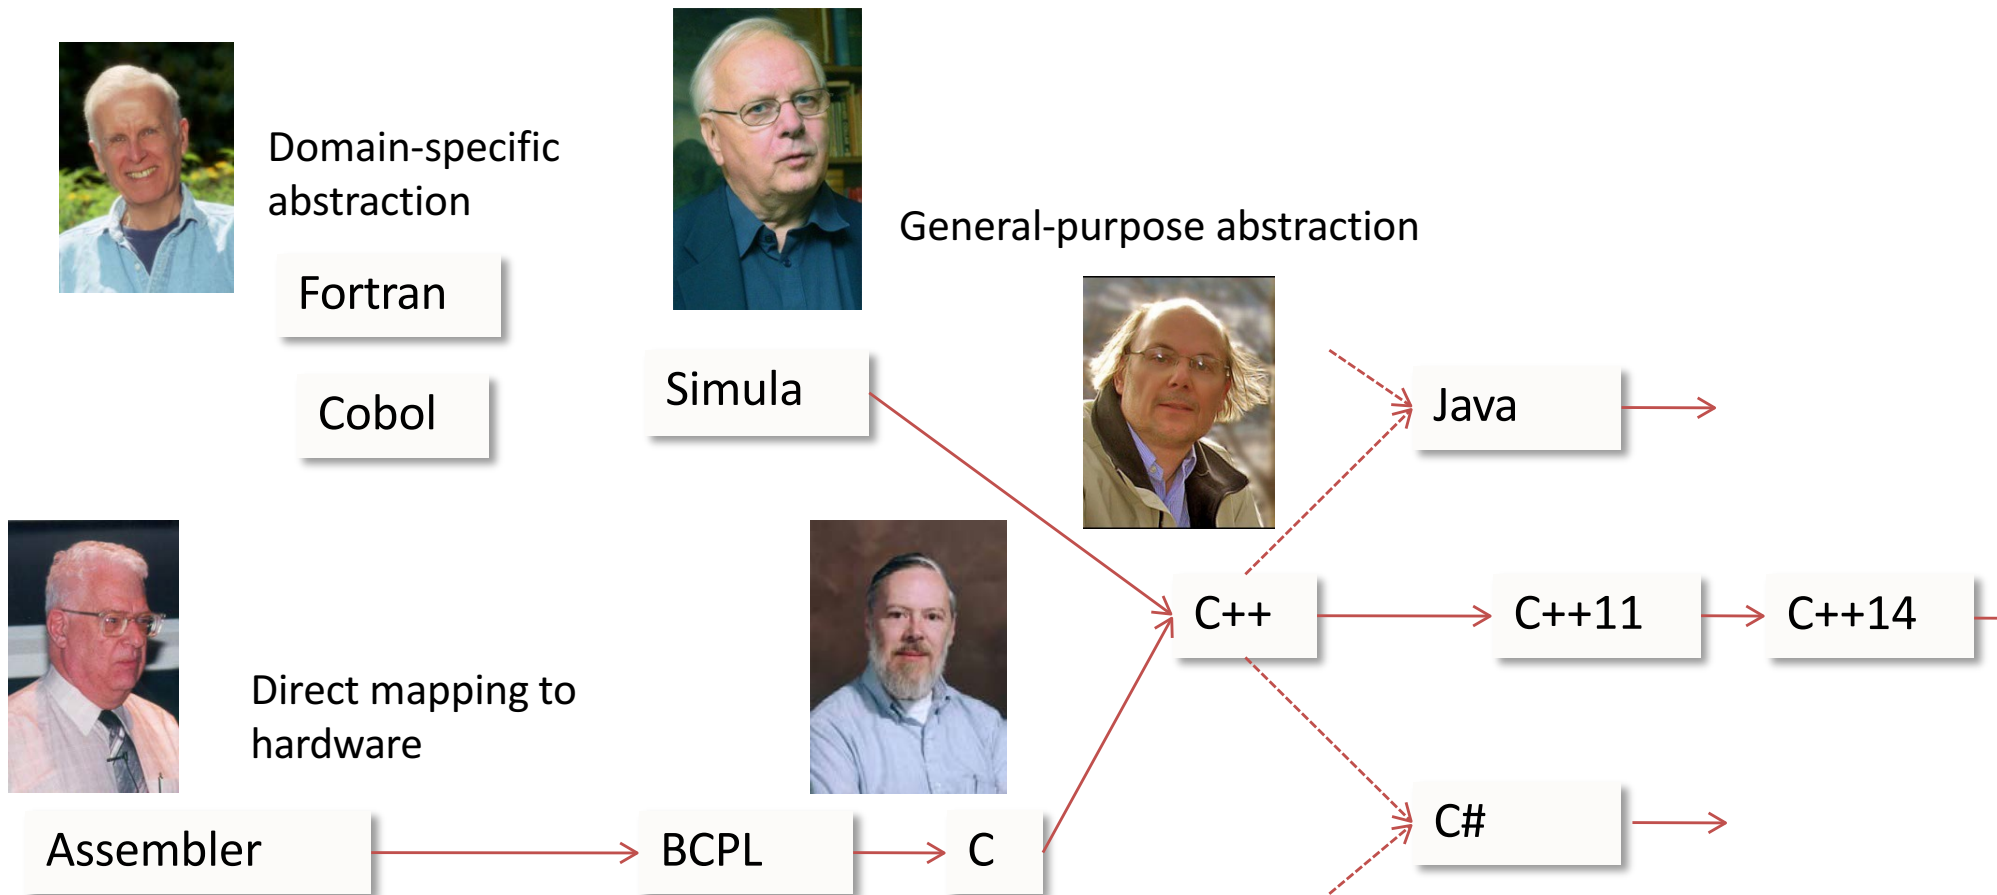 Domain-specific
abstraction
General-purpose abstraction
Fortran
Cobol
Simula
Java
Direct mapping to
hardware
C++
C++11
C++14
Assembler
BCPL
C
C#